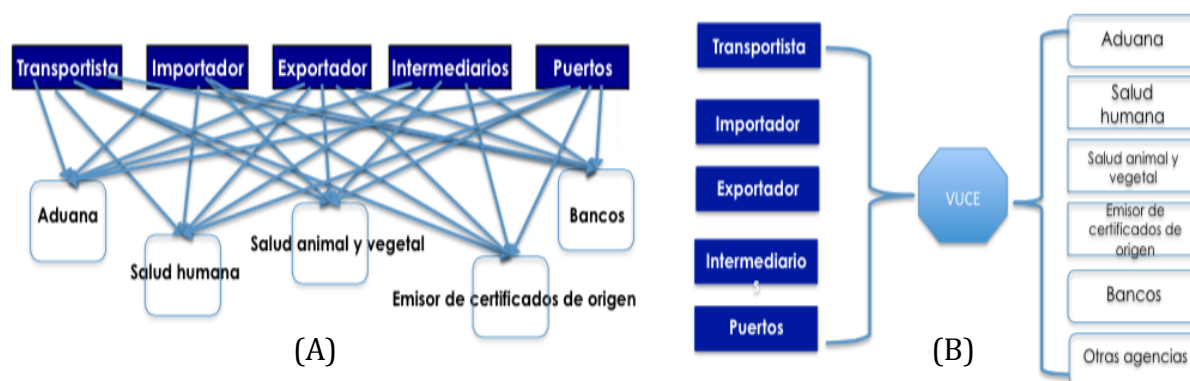 Transportista
Importador
Exportador
Intermediarios
Puertos
Aduana
Salud humana
Salud animal y vegetal
Emisor de certificados de origen
Bancos
(A)
Transportista
Importador
Exportador
Intermediario
s
Puertos
VUCE
Aduana
Salud
humana
Salud animal y
vegetal
Emisor de
certificados de
origen
Bancos
Otras agencias
(B)